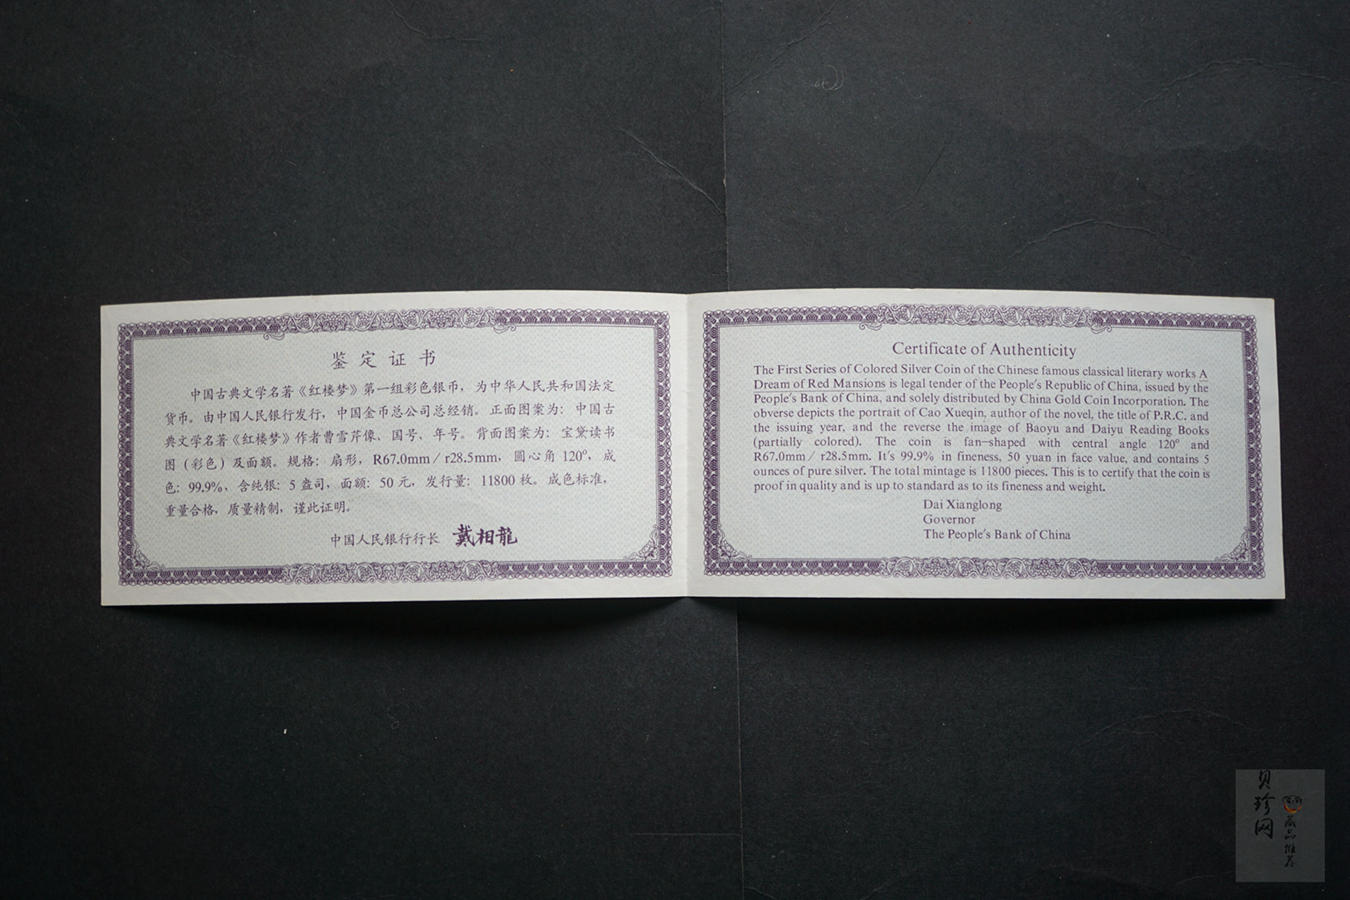 鉴定证书
中国古典文学名著《红楼梦》第一组彩色银币，为中华人民共和国法定
货币。由中国人民银行发行，中国金币总公司总经销。正面图案为：中国古
典文学名著《红楼梦》作者曹雪芹像、国号、年号。背面图案为：宝黛读书
图（彩色）及面额。规格：扇形，R67.0mm／r28.5mm，圆心角120°，成
色：99.9%，含纯银：5盎司，面额：50元，发行量：11800枚。成色标准，
重量合格，质量精制，谨此证明。
中国人民银行行长 戴相龍
Certificate of Authenticity
The First Series of Colored Silver Coin of the Chinese famous classical literary works A
Dream of Red Mansions is legal tender of the People's Republic of China, issued by the
People's Bank of China, and solely distributed by China Gold Coin Incorporation. The
obverse depicts the portrait of Cao Xueqin, author of the novel, the title of P.R.C. and
the issuing year, and the reverse the image of Baoyu and Daiyu Reading Books
(partially colored). The coin is fan-shaped with central angle 120° and
R67.0mm／r28.5mm. It's 99.9% in fineness, 50 yuan in face value, and contains 5
ounces of pure silver. The total mintage is 11800 pieces. This is to certify that the coin is
proof in quality and is up to standard as to its fineness and weight.
Dai Xianglong
Governor
The People's Bank of China
贝珍网
藏品推荐